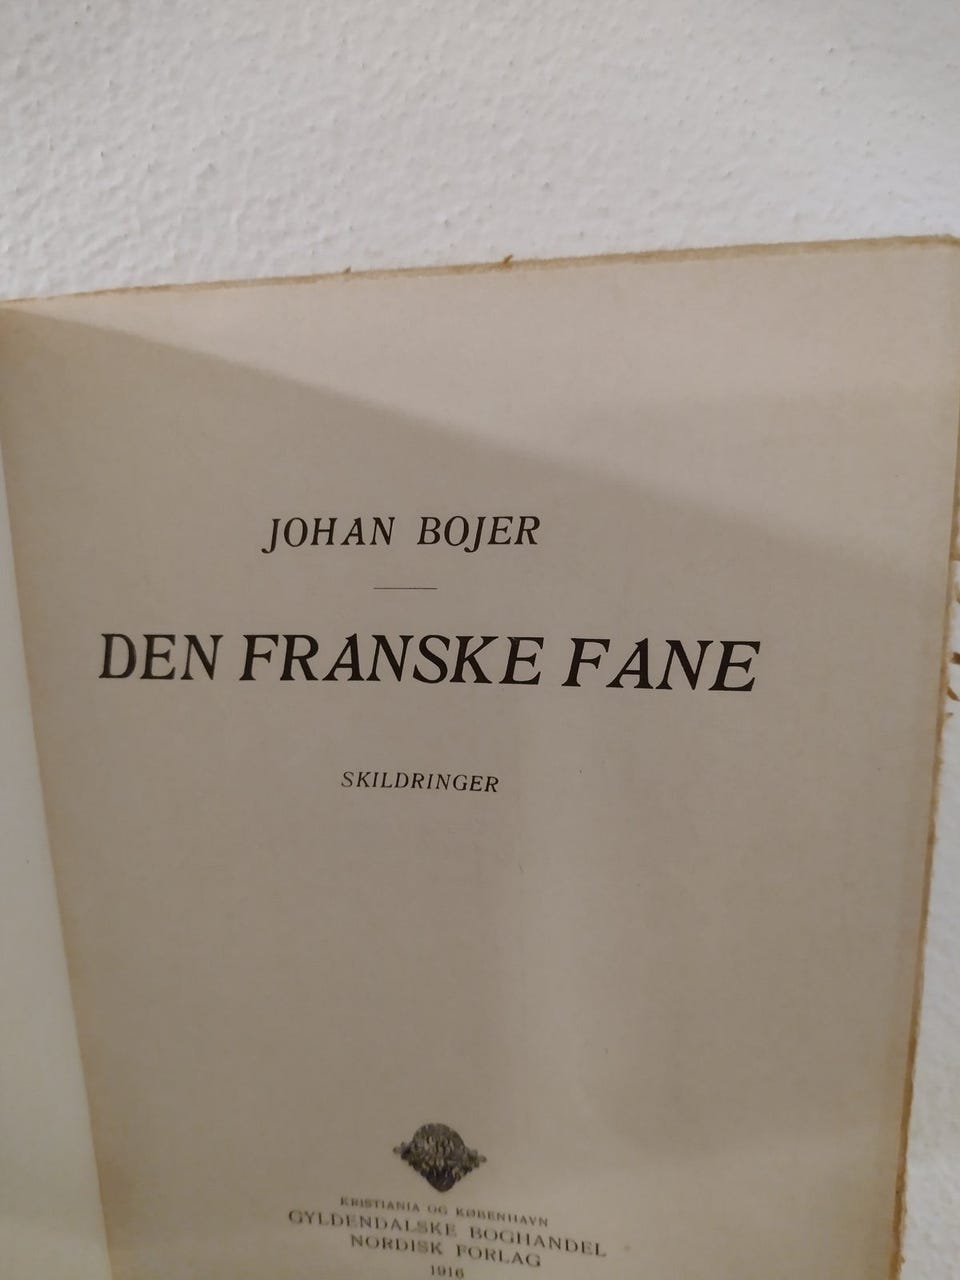 JOHAN BOJER
DEN FRANSKE FANE
SKILDRINGER
KRISTIANIA OG KØBENHAVN
GYLDENDALSKE BOGHANDEL
NORDISK FORLAG
1916